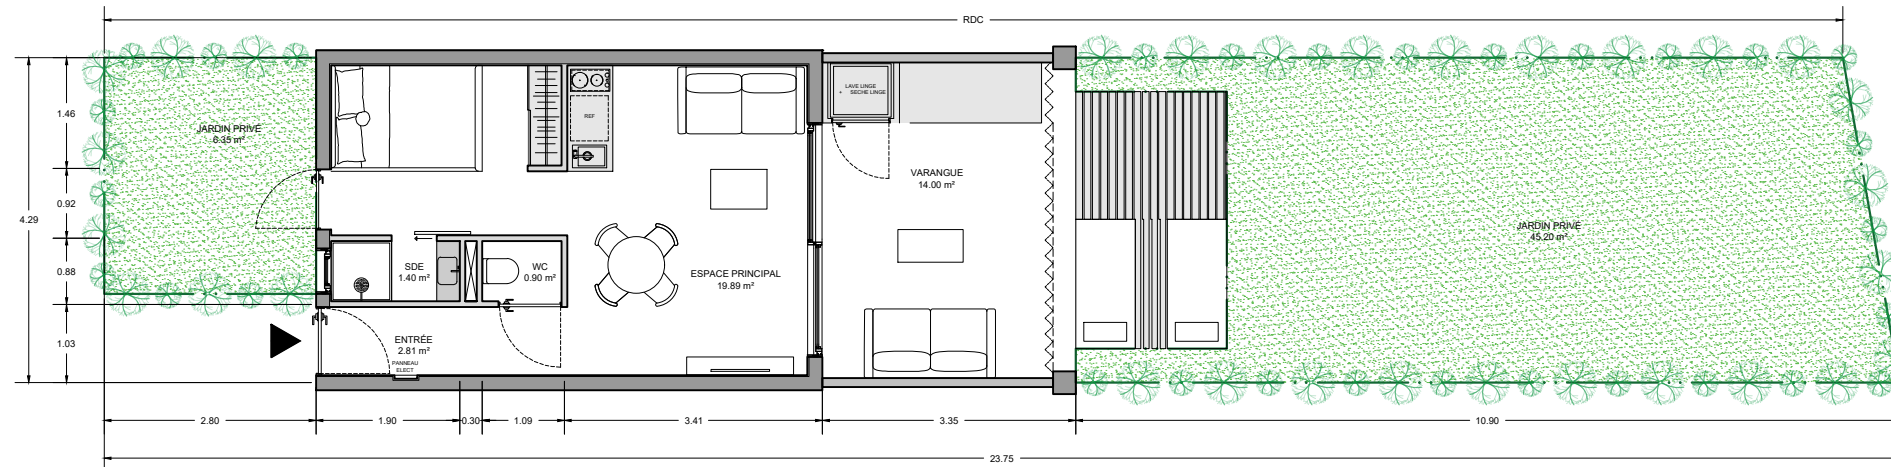 RDC
1.46
0.92
4.29
0.88
1.03
JARDIN PRIVÉ
6.35 m²
REF
LAVE LINGE
+ SECHE LINGE
VARANGUE
14.00 m²
JARDIN PRIVÉ
45.20 m²
SDE
1.40 m²
WC
0.90 m²
ESPACE PRINCIPAL
19.89 m²
ENTRÉE
2.81 m²
PANNEAU
ELECT
2.80
1.90
0.30
1.09
3.41
3.35
10.90
23.75